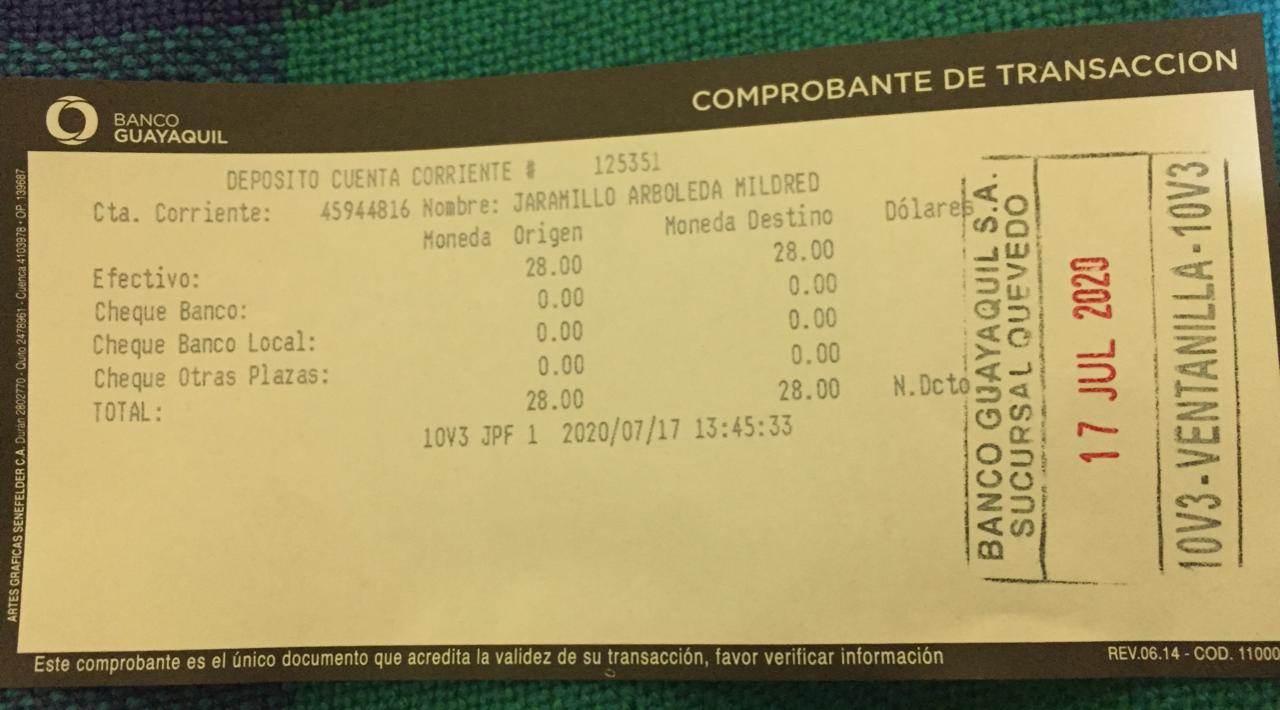 BANCO
GUAYAQUIL
COMPROBANTE DE TRANSACCION
DEPOSITO CUENTA CORRIENTE # 125351
Cta. Corriente: 45944816 Nombre: JARAMILLO ARBOLEDA MILDRED
Moneda Origen Moneda Destino Dólares
Efectivo: 28.00 28.00
Cheque Banco: 0.00 0.00
Cheque Banco Local: 0.00 0.00
Cheque Otras Plazas: 0.00 0.00
TOTAL: 28.00 28.00 N.Dcto
10V3 JPF 1 2020/07/17 13:45:33
BANCO GUAYAQUIL S.A.
SUCURSAL QUEVEDO
17 JUL 2020
10V3-VENTANILLA-10V3
ARTES GRAFICAS SENEFELDER C.A. Durán 2802770 - Quito 2478961 - Cuenca 4103978 - OP. 139687
Este comprobante es el único documento que acredita la validez de su transacción, favor verificar información
REV.06.14 - COD. 11000